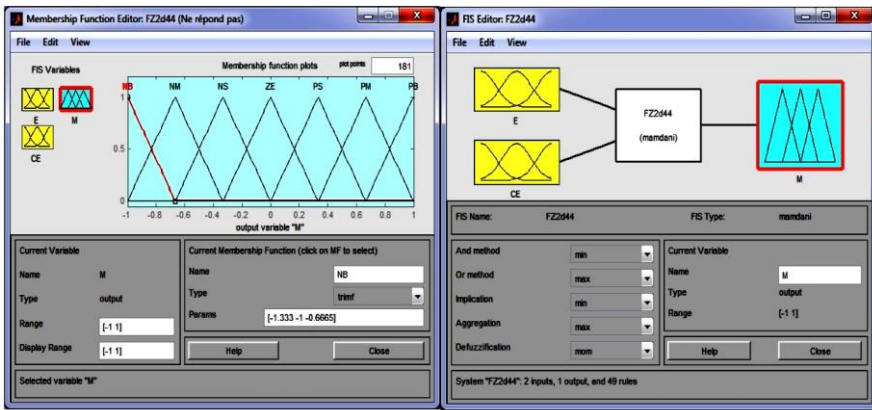 Membership Function Editor: FZ2d44 (Ne répond pas)
File Edit View
FIS Variables
E
M
CE
Membership function plots
plot points:
181
NB NM NS ZE PS PM PB
1
0.5
0
-1 -0.8 -0.6 -0.4 -0.2 0 0.2 0.4 0.6 0.8 1
output variable "M"
Current Variable
Name M
Type output
Range [-1 1]
Display Range [-1 1]
Current Membership Function (click on MF to select)
Name NB
Type trimf
Params [-1.333 -1 -0.6665]
Help Close
Selected variable "M"
FIS Editor: FZ2d44
File Edit View
E
CE
FZ2d44
(mamdani)
M
FIS Name: FZ2d44 FIS Type: mamdani
And method min
Or method max
Implication min
Aggregation max
Defuzzification mom
Current Variable
Name M
Type output
Range [-1 1]
Help Close
System "FZ2d44": 2 inputs, 1 output, and 49 rules